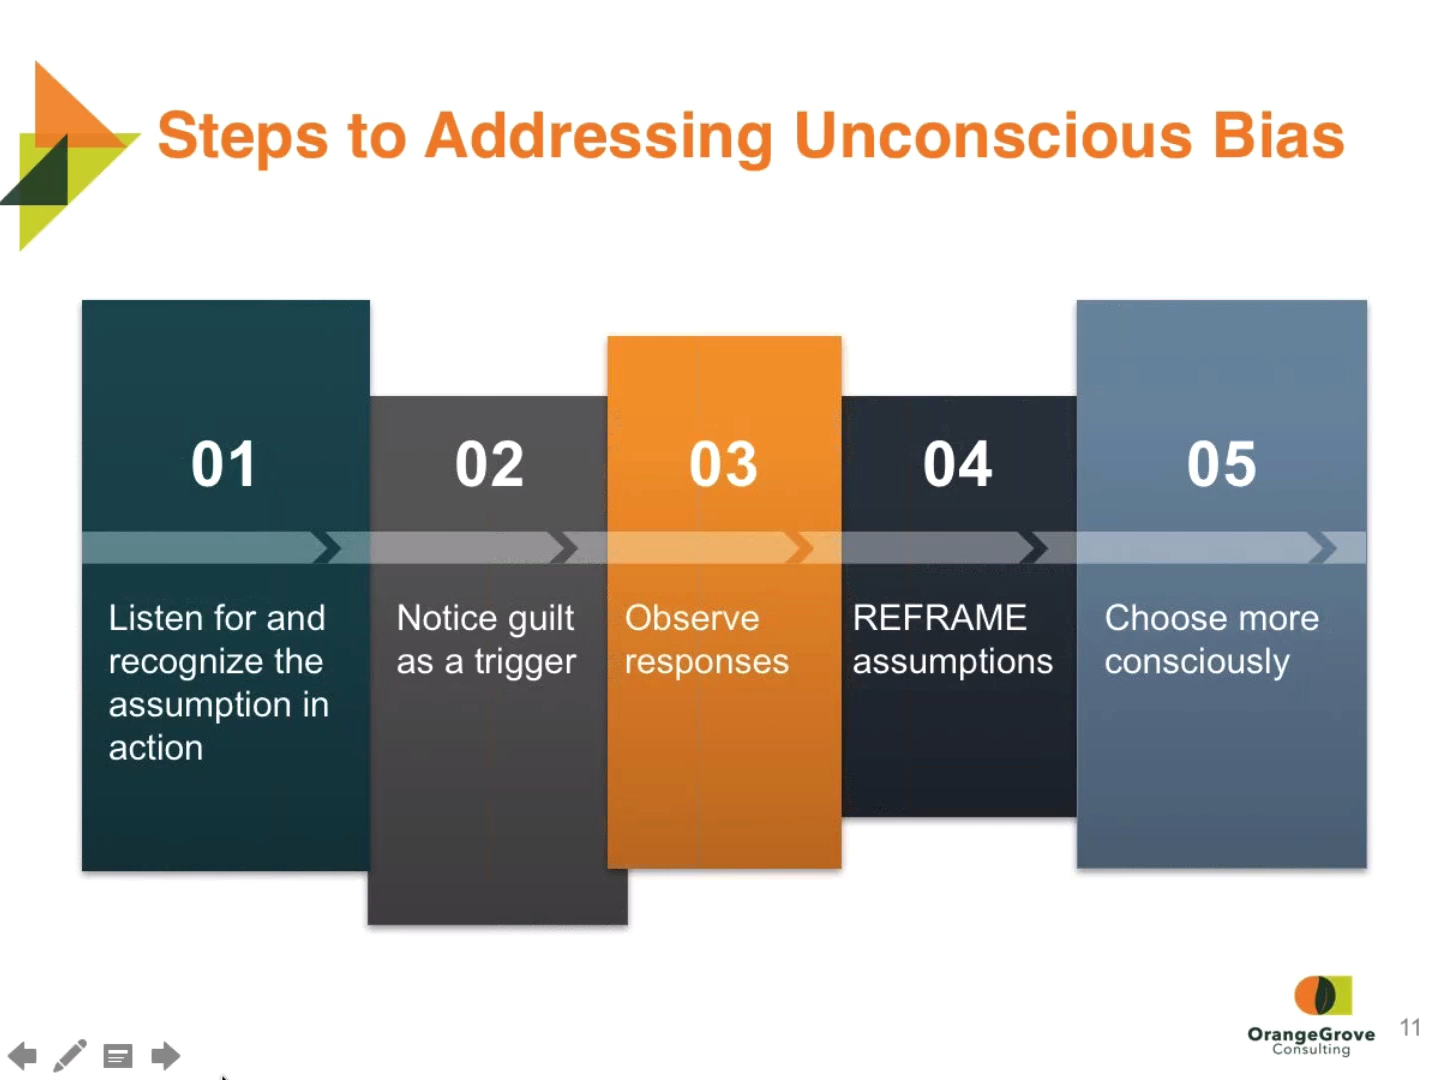 Steps to Addressing Unconscious Bias
01
Listen for and
recognize the
assumption in
action
02
Notice guilt
as a trigger
03
Observe
responses
04
REFRAME
assumptions
05
Choose more
consciously
OrangeGrove
Consulting
11